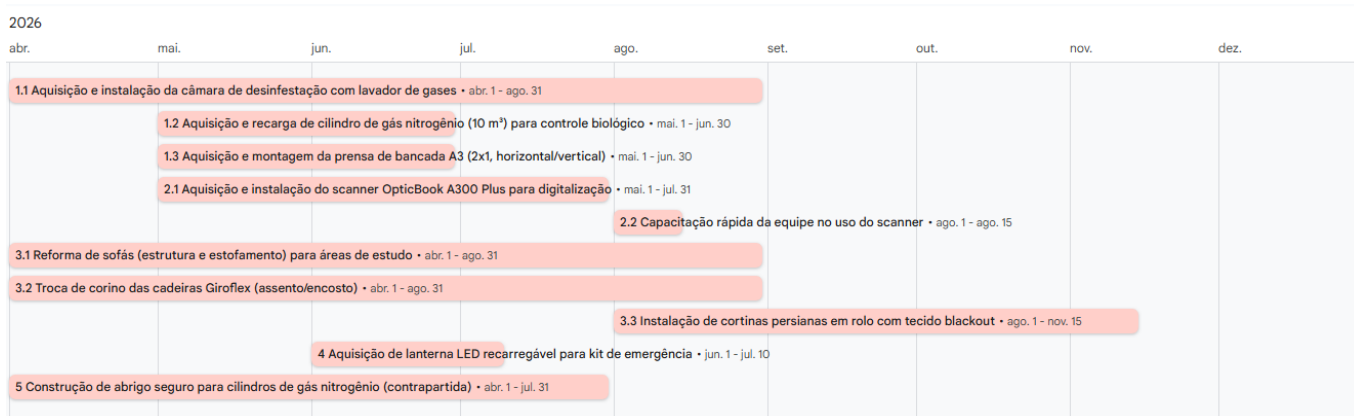 2026
abr. mai. jun. jul. ago. set. out. nov. dez.
1.1 Aquisição e instalação da câmara de desinfestação com lavador de gases • abr. 1 - ago. 31
1.2 Aquisição e recarga de cilindro de gás nitrogênio (10 m³) para controle biológico • mai. 1 - jun. 30
1.3 Aquisição e montagem da prensa de bancada A3 (2x1, horizontal/vertical) • mai. 1 - jun. 30
2.1 Aquisição e instalação do scanner OpticBook A300 Plus para digitalização • mai. 1 - jul. 31
2.2 Capacitação rápida da equipe no uso do scanner • ago. 1 - ago. 15
3.1 Reforma de sofás (estrutura e estofamento) para áreas de estudo • abr. 1 - ago. 31
3.2 Troca de corino das cadeiras Giroflex (assento/encosto) • abr. 1 - ago. 31
3.3 Instalação de cortinas persianas em rolo com tecido blackout • ago. 1 - nov. 15
4 Aquisição de lanterna LED recarregável para kit de emergência • jun. 1 - jul. 10
5 Construção de abrigo seguro para cilindros de gás nitrogênio (contrapartida) • abr. 1 - jul. 31